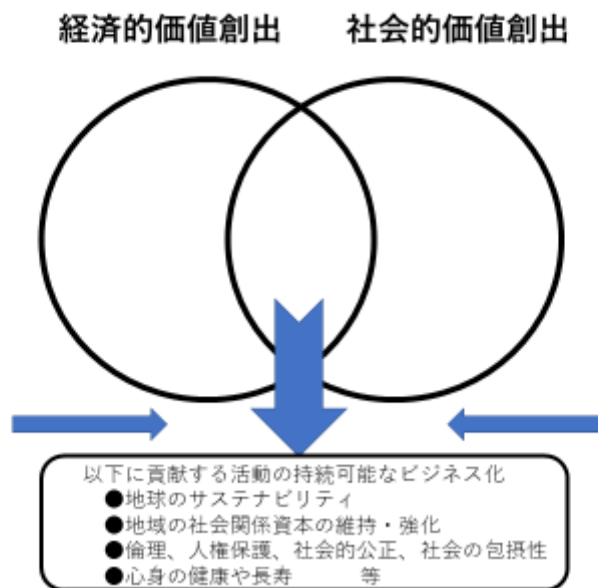 経済的価値創出 社会的価値創出
以下に貢献する活動の持続可能なビジネス化
●地球のサステナビリティ
●地域の社会関係資本の維持・強化
●倫理、人権保護、社会的公正、社会の包摂性
●心身の健康や長寿 等